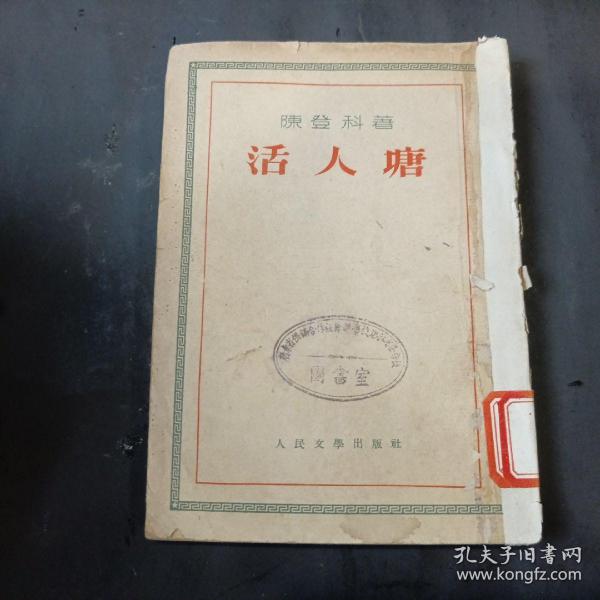 陳登科著
活人塘
圖書室
人民文學出版社
孔夫子旧书网
www.kongfz.com